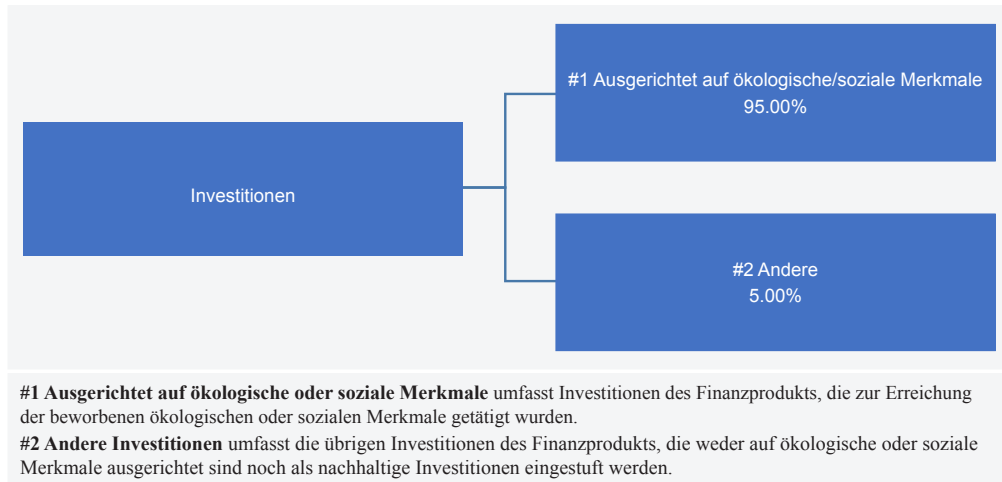 #1 Ausgerichtet auf ökologische/soziale Merkmale
95.00%
Investitionen
#2 Andere
5.00%
#1 Ausgerichtet auf ökologische oder soziale Merkmale umfasst Investitionen des Finanzprodukts, die zur Erreichung
der beworbenen ökologischen oder sozialen Merkmale getätigt wurden.
#2 Andere Investitionen umfasst die übrigen Investitionen des Finanzprodukts, die weder auf ökologische oder soziale
Merkmale ausgerichtet sind noch als nachhaltige Investitionen eingestuft werden.